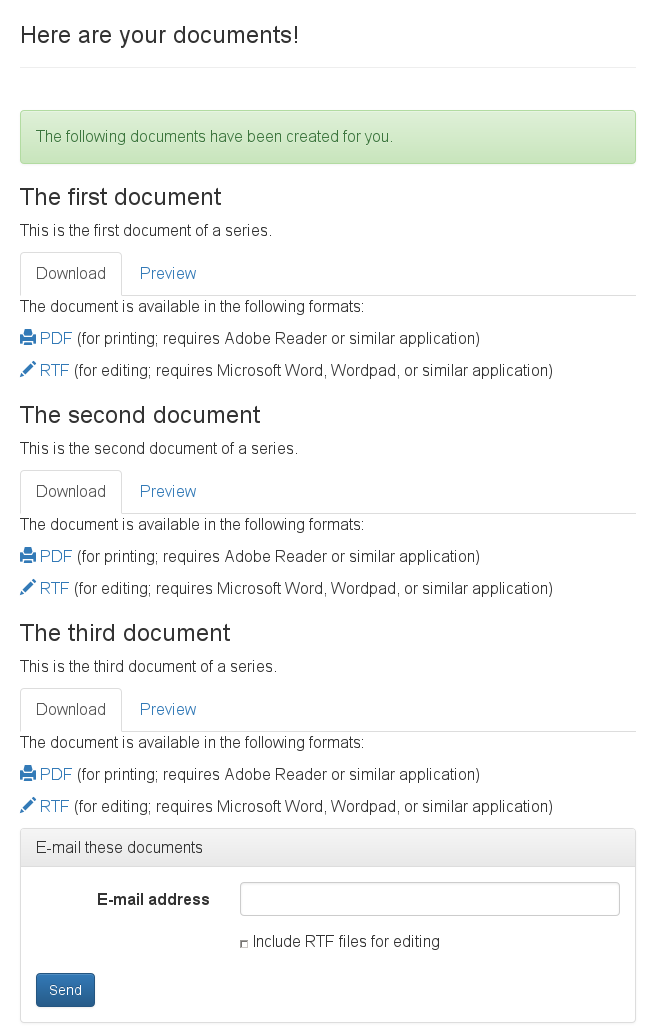 Here are your documents!
The following documents have been created for you.
The first document
This is the first document of a series.
Download Preview
The document is available in the following formats:
PDF (for printing; requires Adobe Reader or similar application)
RTF (for editing; requires Microsoft Word, Wordpad, or similar application)
The second document
This is the second document of a series.
Download Preview
The document is available in the following formats:
PDF (for printing; requires Adobe Reader or similar application)
RTF (for editing; requires Microsoft Word, Wordpad, or similar application)
The third document
This is the third document of a series.
Download Preview
The document is available in the following formats:
PDF (for printing; requires Adobe Reader or similar application)
RTF (for editing; requires Microsoft Word, Wordpad, or similar application)
E-mail these documents
E-mail address
Include RTF files for editing
Send